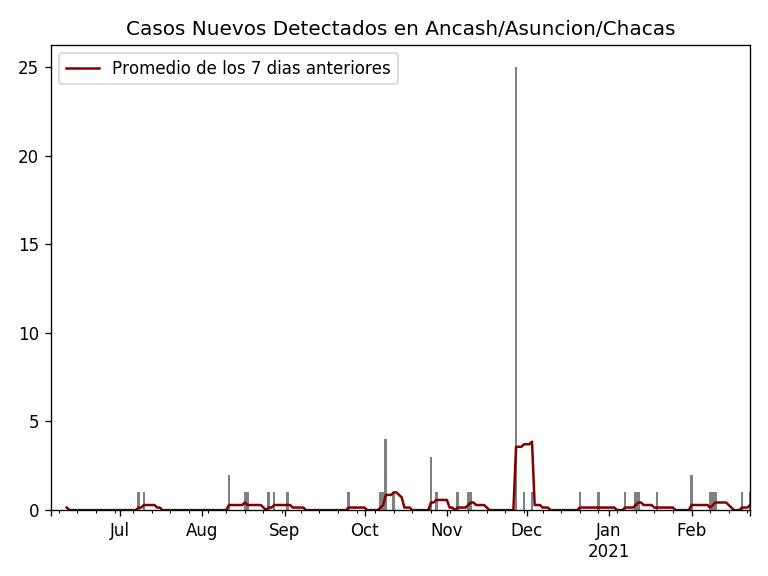 Casos Nuevos Detectados en Ancash/Asuncion/Chacas
Promedio de los 7 dias anteriores
25
20
15
10
5
0
Jul Aug Sep Oct Nov Dec Jan Feb
2021